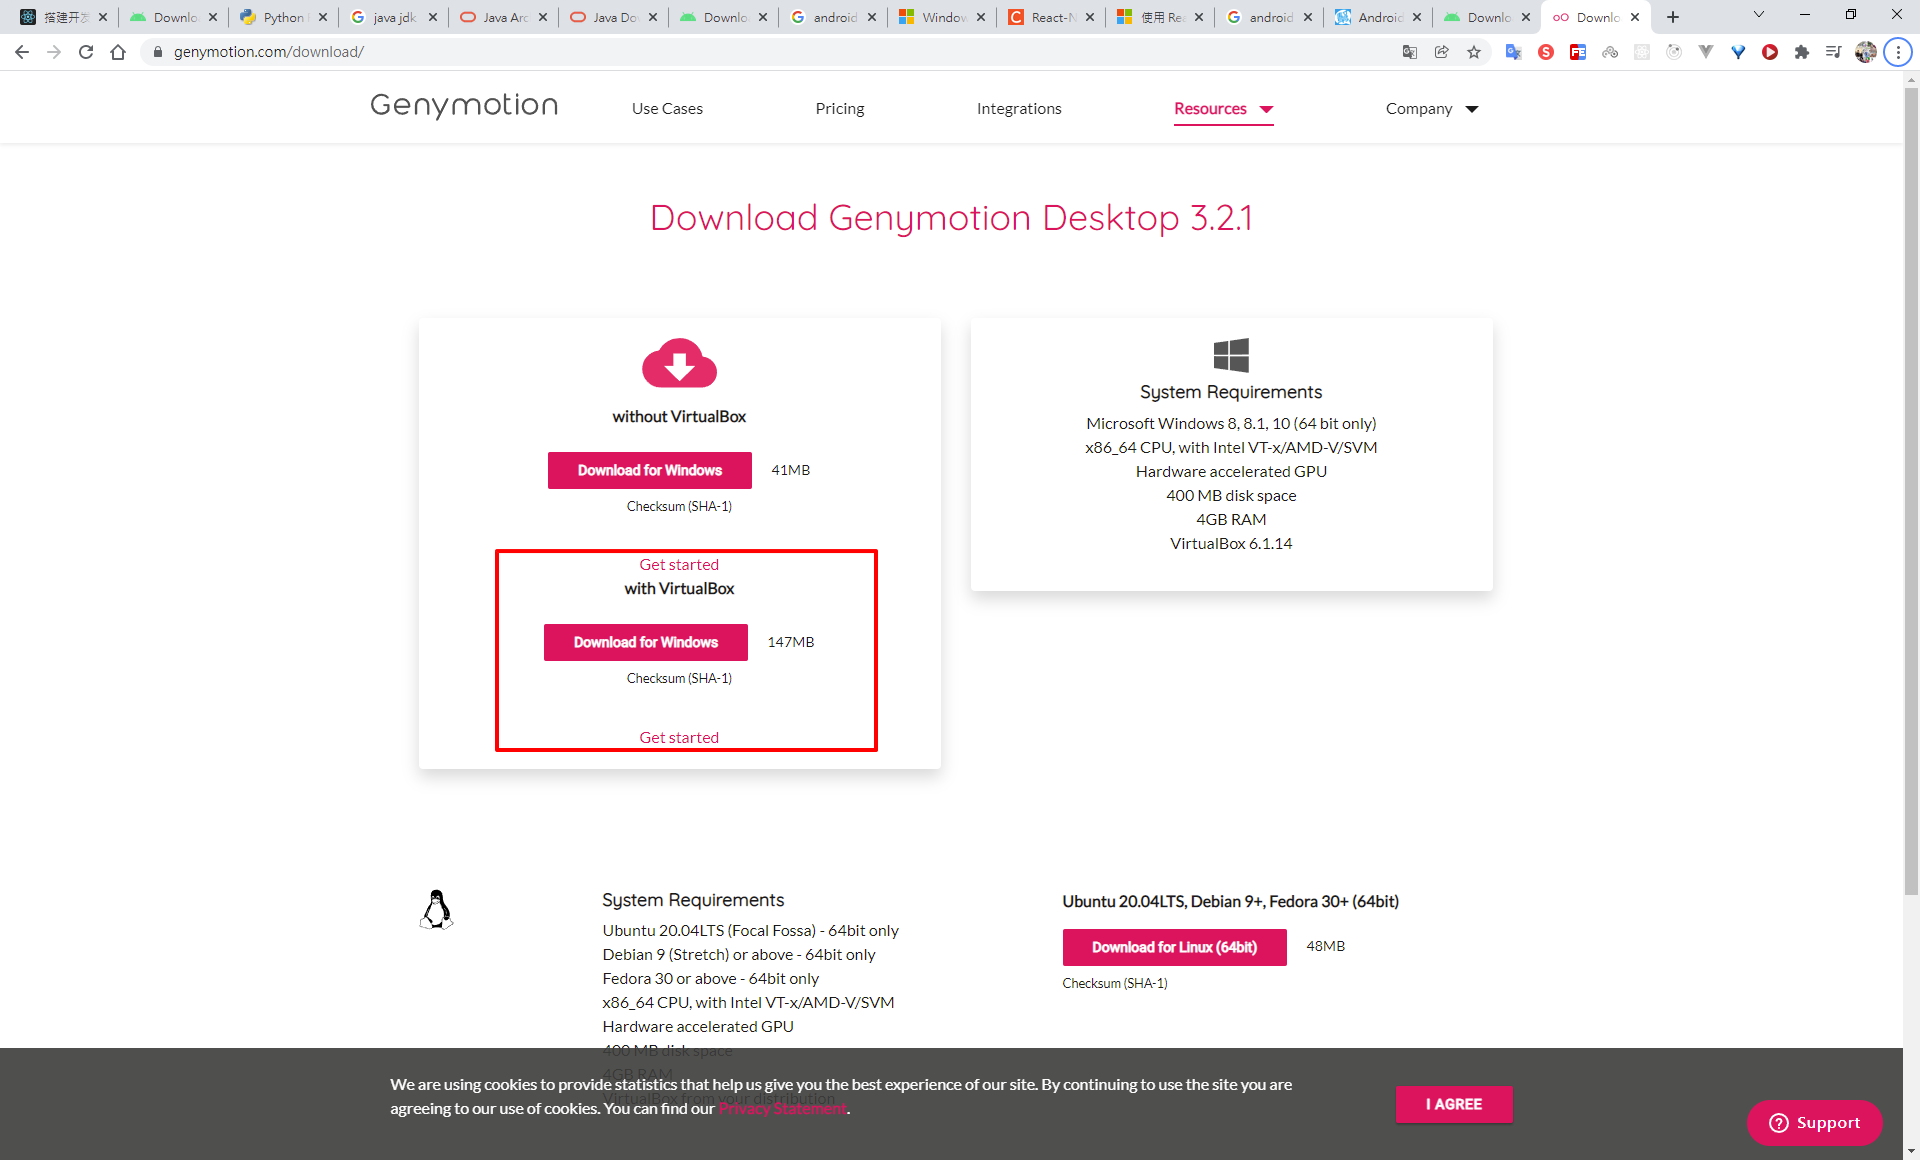 搭建开发
Downlo
Python
java jdk
Java Arc
Java Do
Downlo
android
Window
React-N
使用 Rea
android
Android
Downlo
Downlo
genymotion.com/download/
Genymotion
Use Cases
Pricing
Integrations
Resources
Company
Download Genymotion Desktop 3.2.1
without VirtualBox
Download for Windows 41MB
Checksum (SHA-1)
Get started
with VirtualBox
Download for Windows 147MB
Checksum (SHA-1)
Get started
System Requirements
Microsoft Windows 8, 8.1, 10 (64 bit only)
x86_64 CPU, with Intel VT-x/AMD-V/SVM
Hardware accelerated GPU
400 MB disk space
4GB RAM
VirtualBox 6.1.14
System Requirements
Ubuntu 20.04LTS (Focal Fossa) - 64bit only
Debian 9 (Stretch) or above - 64bit only
Fedora 30 or above - 64bit only
x86_64 CPU, with Intel VT-x/AMD-V/SVM
Hardware accelerated GPU
400 MB disk space
4GB RAM
VirtualBox from your distribution
Ubuntu 20.04LTS, Debian 9+, Fedora 30+ (64bit)
Download for Linux (64bit) 48MB
Checksum (SHA-1)
We are using cookies to provide statistics that help us give you the best experience of our site. By continuing to use the site you are
agreeing to our use of cookies. You can find our Privacy Statement.
I AGREE
Support